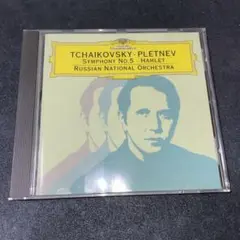 TCHAIKOVSKY · PLETNEV
SYMPHONY No. 5 · HAMLET
RUSSIAN NATIONAL ORCHESTRA